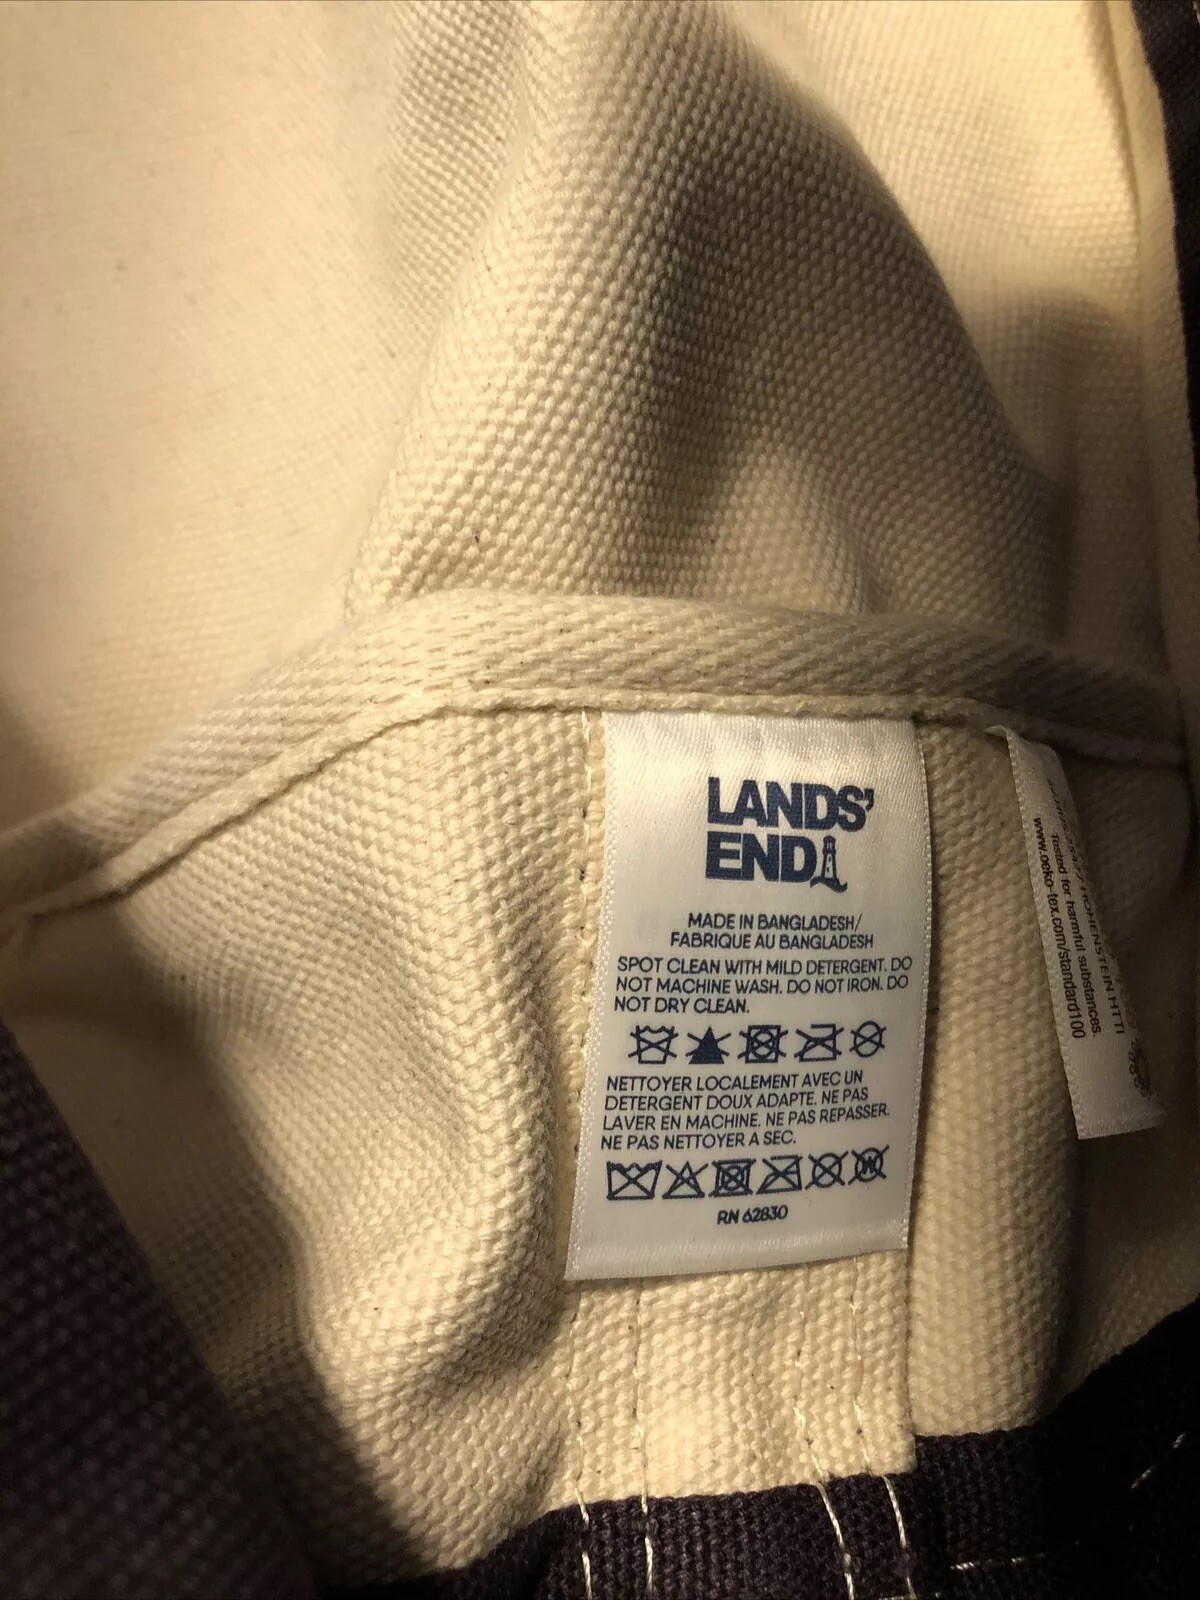 LANDS'
END
MADE IN BANGLADESH/
FABRIQUE AU BANGLADESH
SPOT CLEAN WITH MILD DETERGENT. DO
NOT MACHINE WASH. DO NOT IRON. DO
NOT DRY CLEAN.
NETTOYER LOCALEMENT AVEC UN
DETERGENT DOUX ADAPTE. NE PAS
LAVER EN MACHINE. NE PAS REPASSER.
NE PAS NETTOYER A SEC.
W
RN 62830
HOHENSTEIN HTTI
Tested for harmful substances.
www.oeko-tex.com/standard100